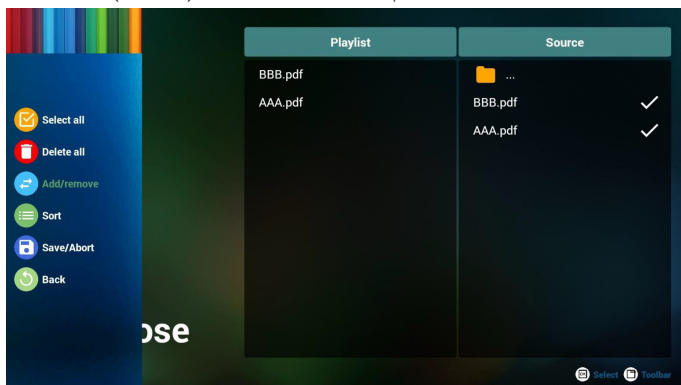 Playlist
Source
BBB.pdf
AAA.pdf
...
BBB.pdf
AAA.pdf
Select all
Delete all
Add/remove
Sort
Save/Abort
Back
ose
Select
Toolbar